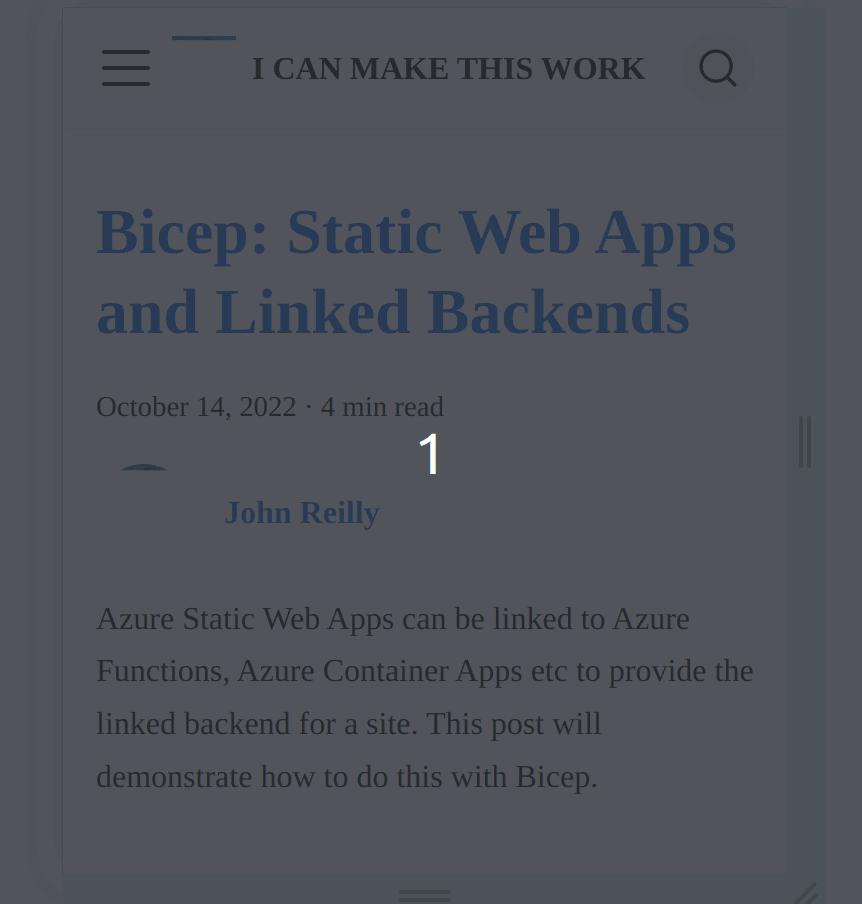 I CAN MAKE THIS WORK
Bicep: Static Web Apps
and Linked Backends
October 14, 2022 · 4 min read
1
John Reilly
Azure Static Web Apps can be linked to Azure
Functions, Azure Container Apps etc to provide the
linked backend for a site. This post will
demonstrate how to do this with Bicep.